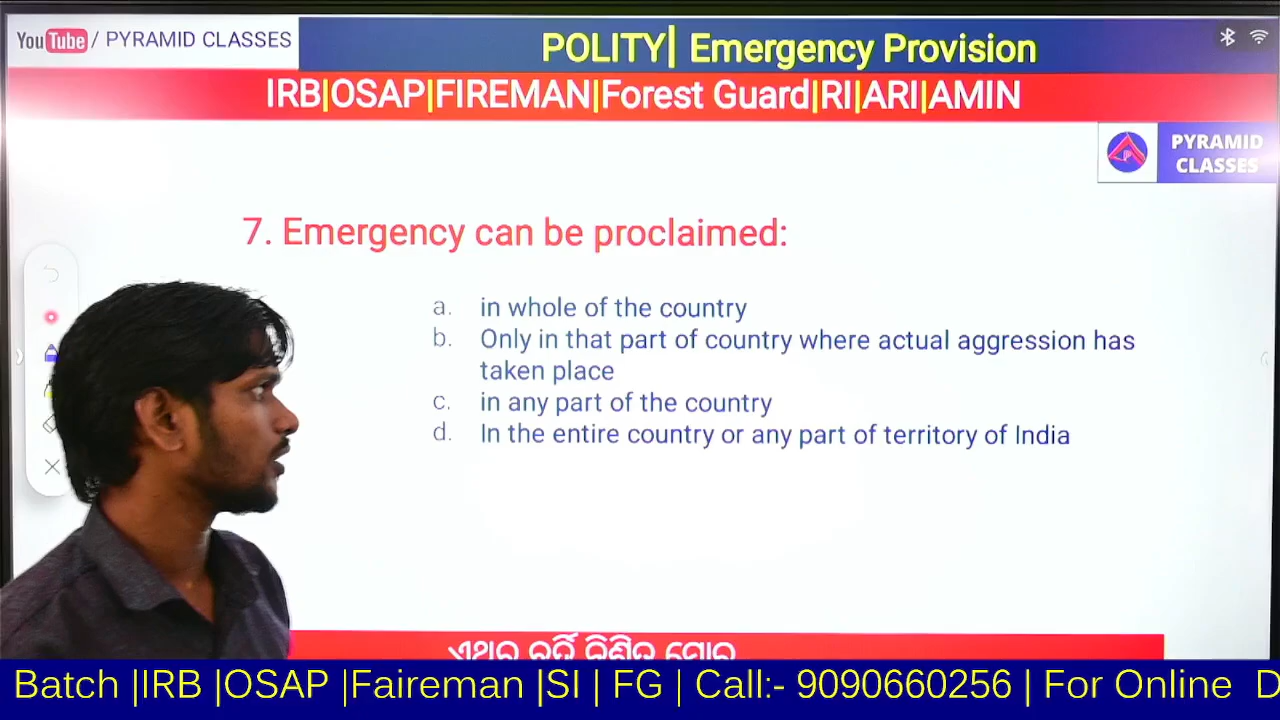 YouTube / PYRAMID CLASSES
POLITY| Emergency Provision
IRB|OSAP|FIREMAN|Forest Guard|RI|ARI|AMIN
PYRAMID
CLASSES
7. Emergency can be proclaimed:
a. in whole of the country
b. Only in that part of country where actual aggression has
taken place
c. in any part of the country
d. In the entire country or any part of territory of India
Batch |IRB |OSAP |Faireman |SI | FG | Call:- 9090660256 | For Online D